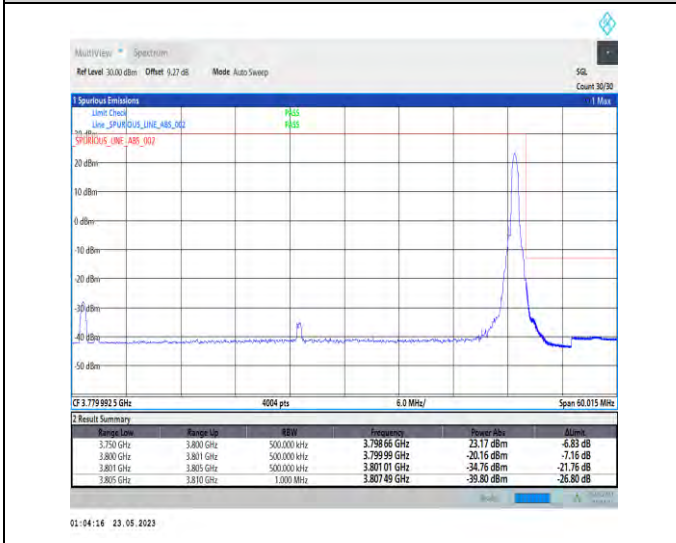 MultiView Spectrum
Ref Level 30.00 dBm Offset 9.27 dB Mode Auto Sweep SGL
Count 30/30
1 Spurious Emissions 1 Max
Limit Check PASS
Line _SPURIOUS_LINE_ABS_002 PASS
30 dBm
_SPURIOUS_LINE_ABS_002
20 dBm
10 dBm
0 dBm
-10 dBm
-20 dBm
-30 dBm
-40 dBm
-50 dBm
CF 3.779 992 5 GHz 4004 pts 6.0 MHz/ Span 60.015 MHz
2 Result Summary
Range Low Range Up RBW Frequency Power Abs ΔLimit
3.750 GHz 3.800 GHz 500.000 kHz 3.798 66 GHz 23.17 dBm -6.83 dB
3.800 GHz 3.801 GHz 500.000 kHz 3.799 99 GHz -20.16 dBm -7.16 dB
3.801 GHz 3.805 GHz 500.000 kHz 3.801 01 GHz -34.76 dBm -21.76 dB
3.805 GHz 3.810 GHz 1.000 MHz 3.807 49 GHz -39.80 dBm -26.80 dB
01:04:16 23.05.2023